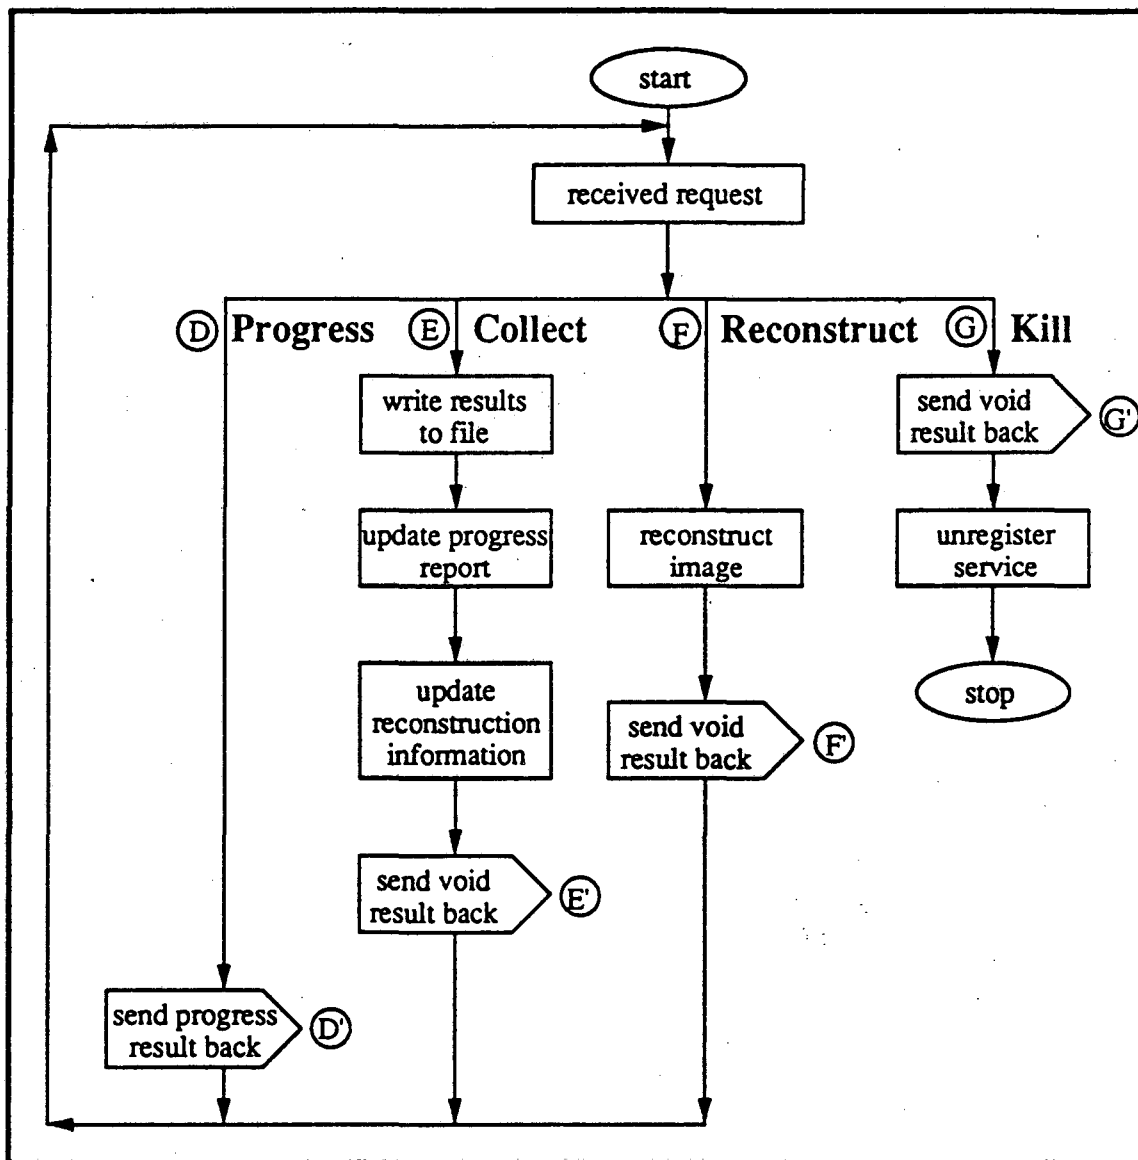 start
received request
D Progress
E Collect
F Reconstruct
G Kill
write results
to file
update progress
report
update
reconstruction
information
send void
result back
E'
reconstruct
image
send void
result back
F'
send void
result back
G'
unregister
service
stop
send progress
result back
D'